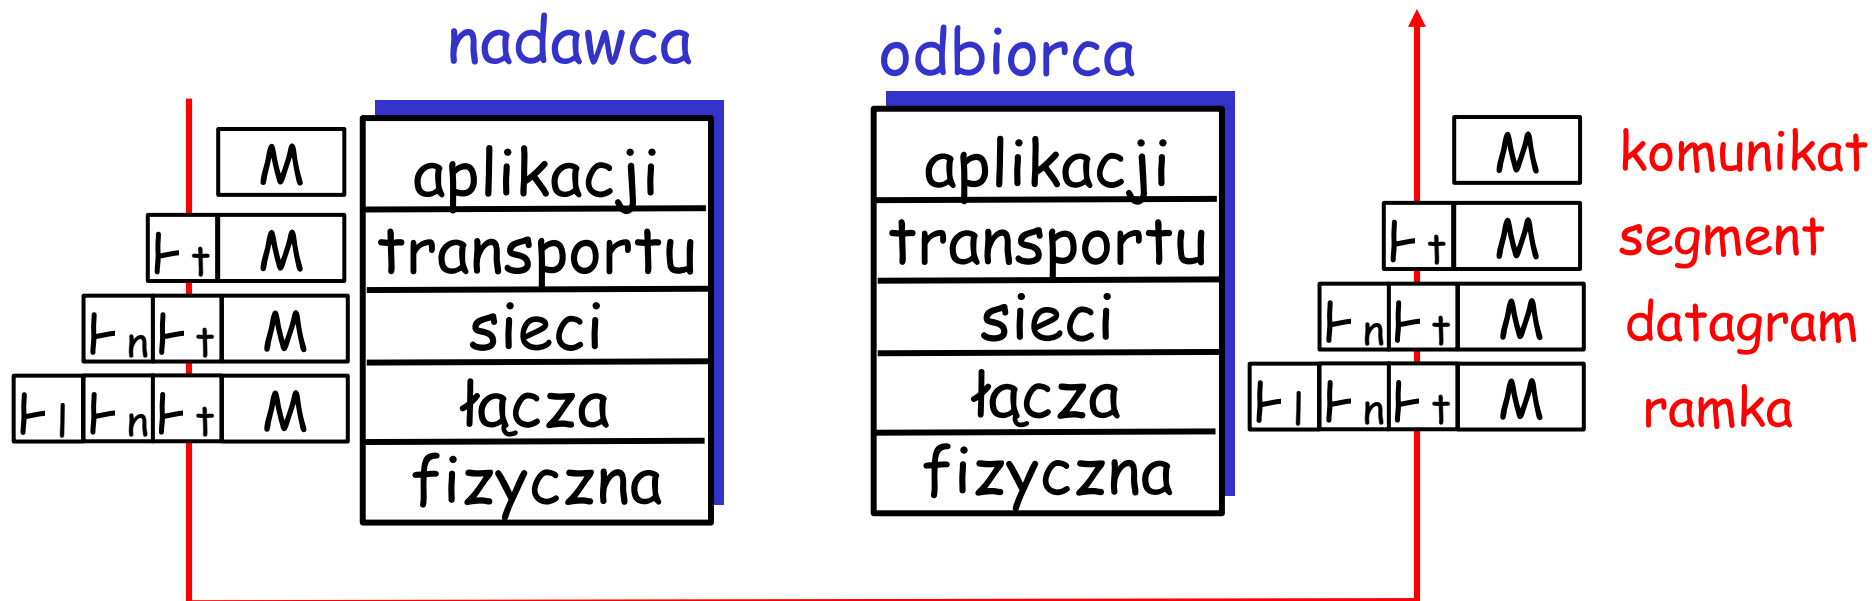 nadawca odbiorca
M aplikacji aplikacji M komunikat
Ht M transportu transportu Ht M segment
Hn Ht M sieci sieci Hn Ht M datagram
Hl Hn Ht M łącza łącza Hl Hn Ht M ramka
fizyczna fizyczna